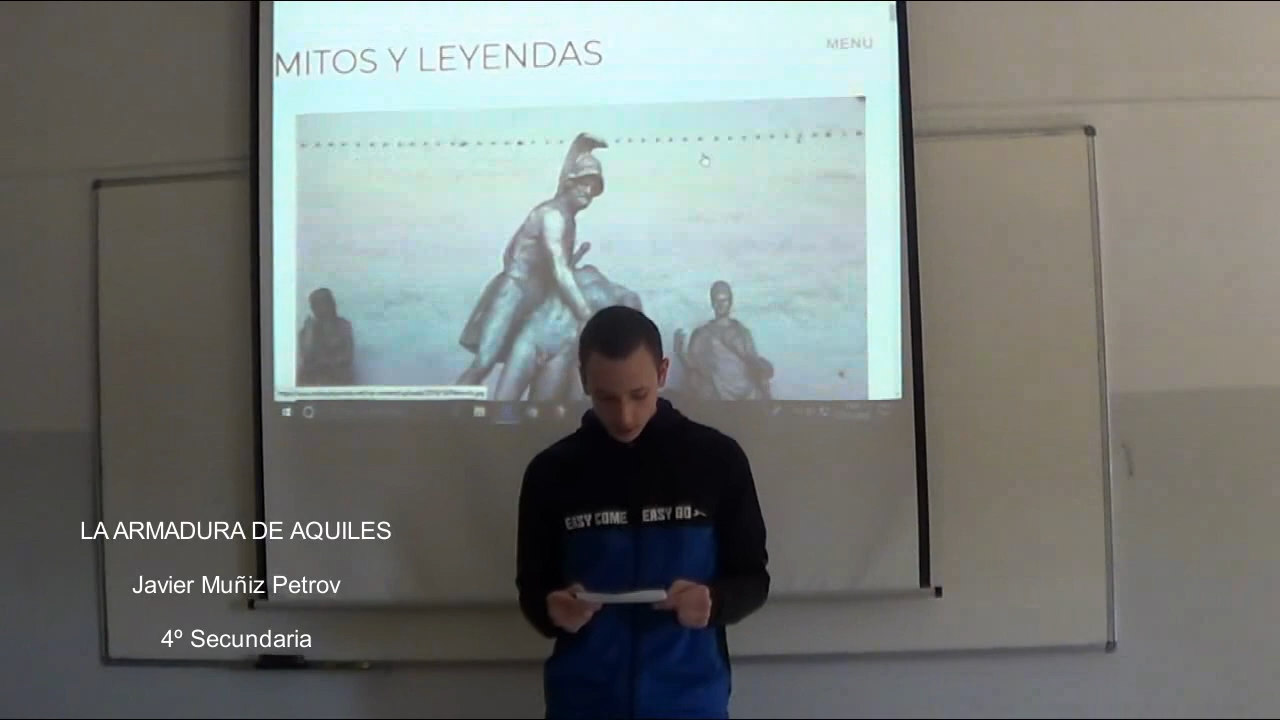 MITOS Y LEYENDAS
MENU
EASY COME EASY GO
LA ARMADURA DE AQUILES
Javier Muñiz Petrov
4º Secundaria